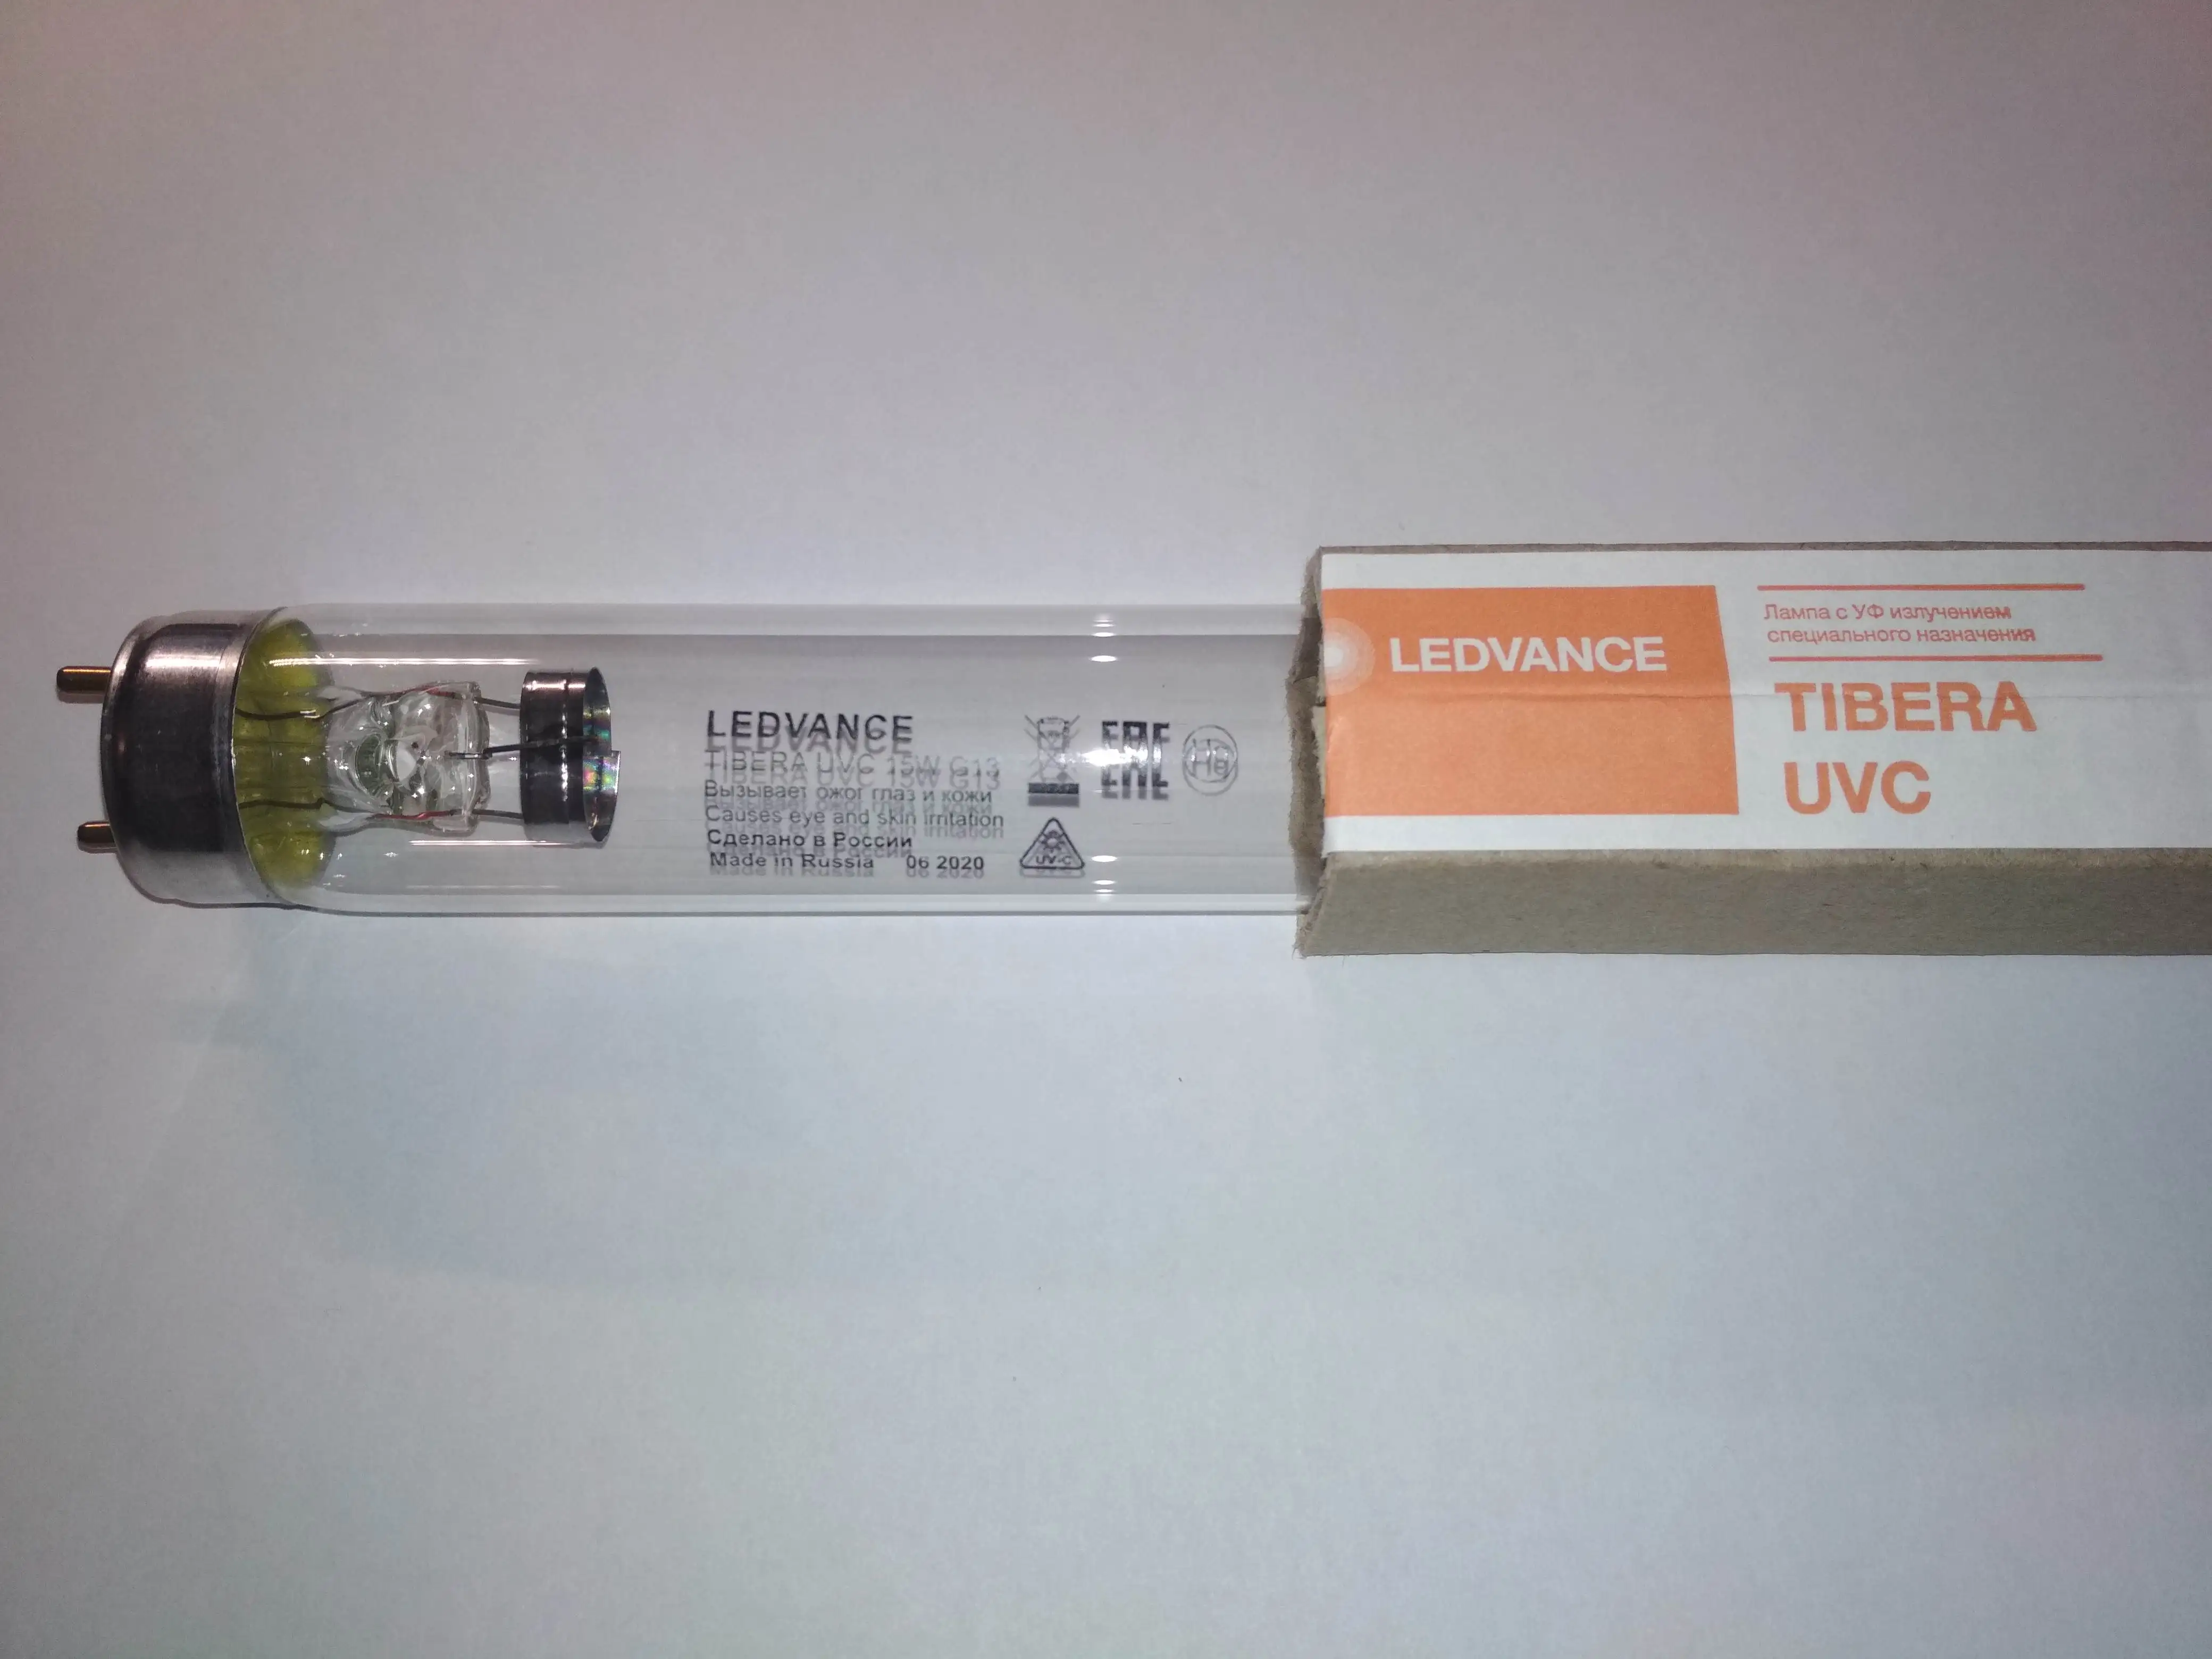 LEDVANCE
TIBERA UVC 15W G13
Вызывает ожог глаз и кожи
Causes eye and skin irritation
Сделано в России
Made in Russia 06 2020
EAC
Hg
UV-C
LEDVANCE
Лампа с УФ излучением
специального назначения
TIBERA
UVC